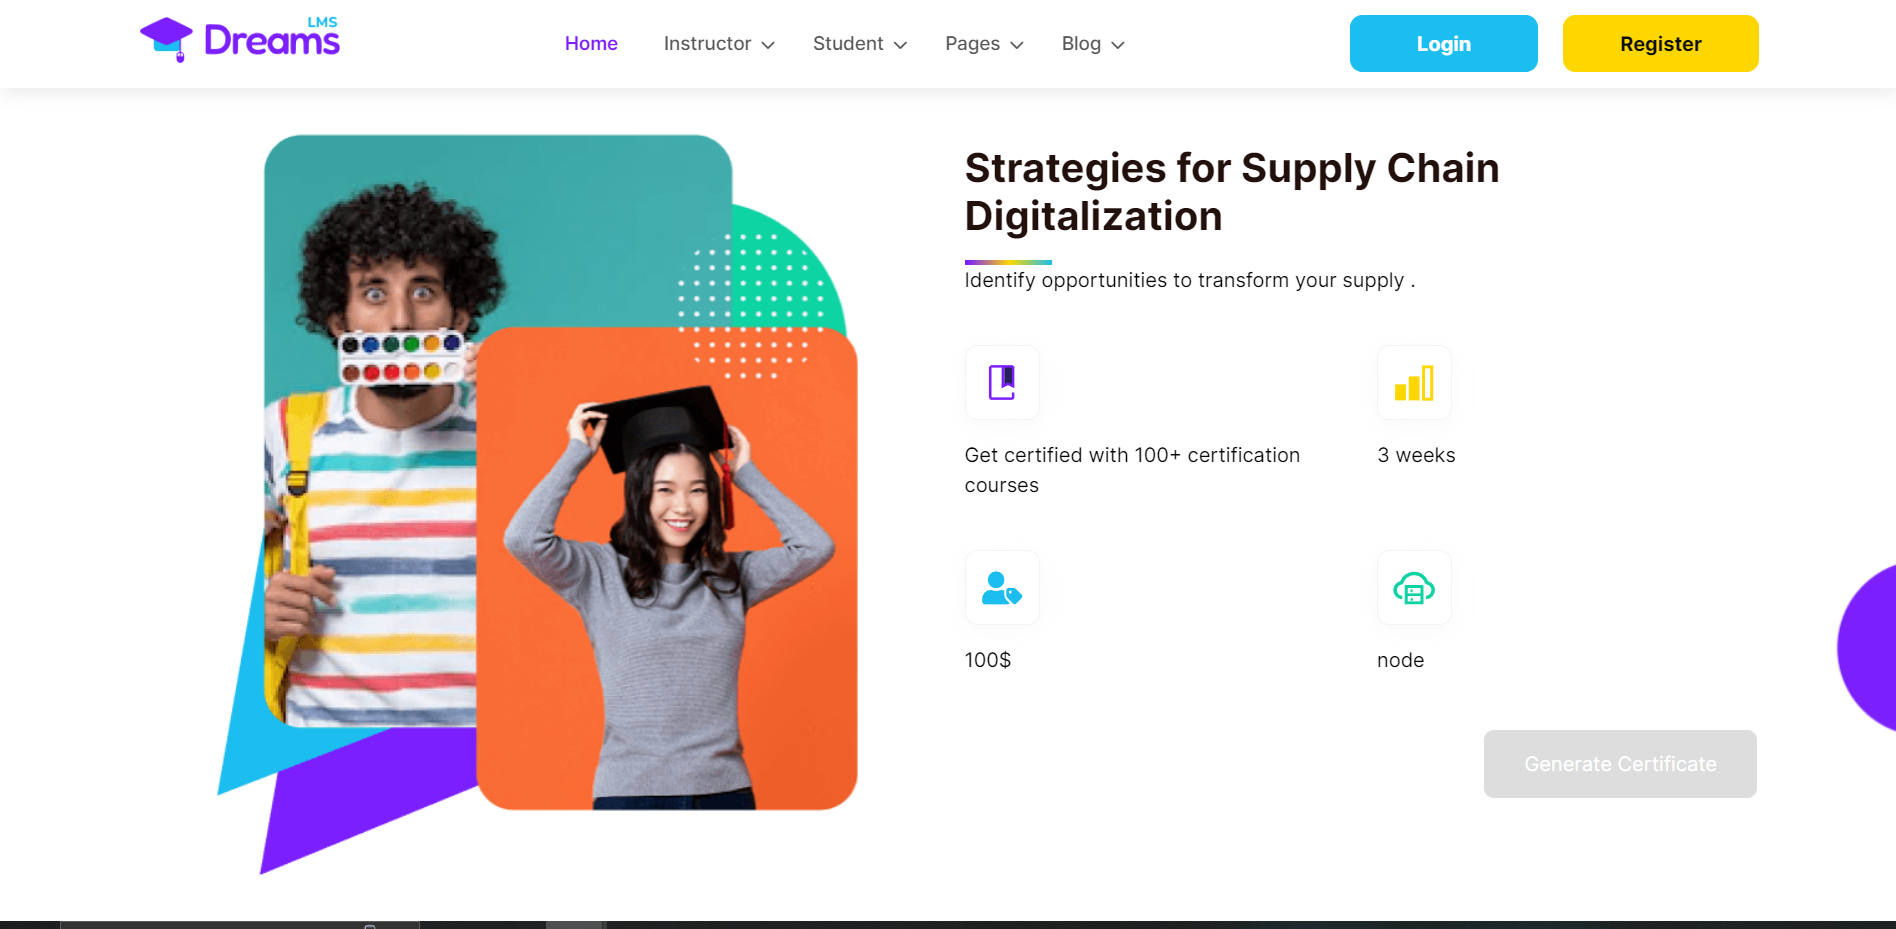 LMS
Dreams
Home
Instructor
Student
Pages
Blog
Login
Register
Strategies for Supply Chain
Digitalization
Identify opportunities to transform your supply .
Get certified with 100+ certification
courses
3 weeks
100$
node
Generate Certificate